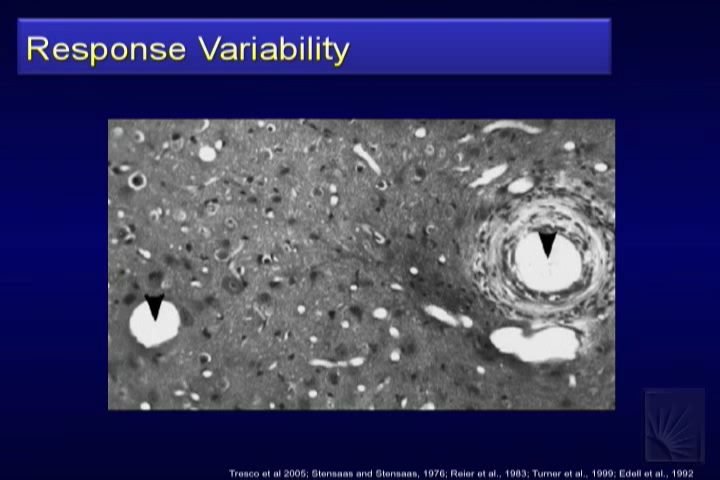 Response Variability
Tresco et al 2005; Stensaas and Stensaas, 1976; Reier et al., 1983; Turner et al., 1999; Edell et al., 1992